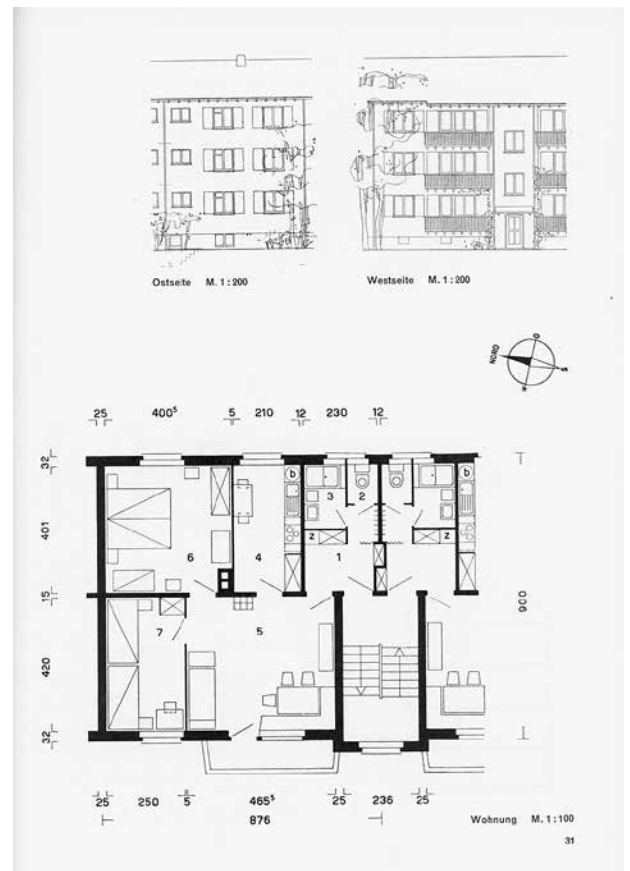 Ostseite M. 1 : 200
Westseite M. 1 : 200
NORD
O
S
W
25 400⁵ 5 210 12 230 12
32
401
15
420
32
b
b
3
2
z
z
6
4
1
5
7
900
25 250 5 465⁵ 25 236 25
876
Wohnung M. 1 : 100
31